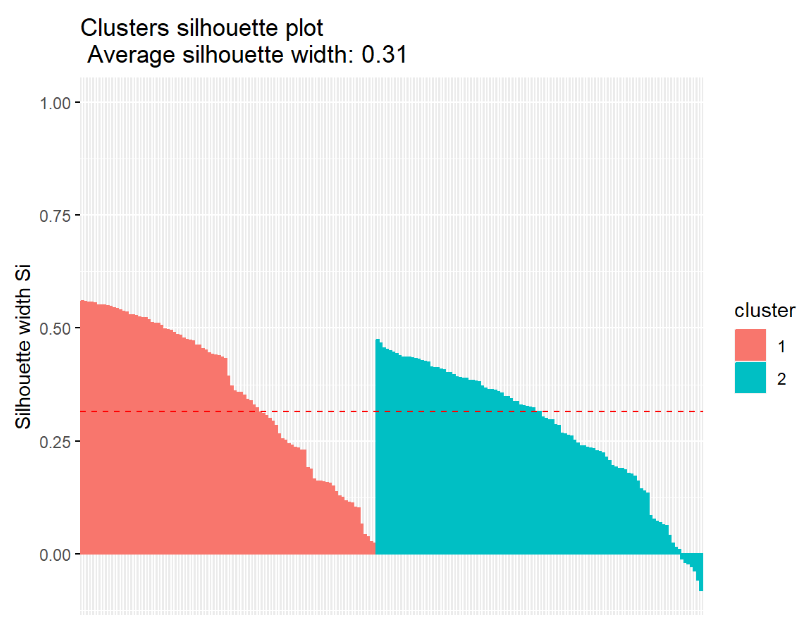 Clusters silhouette plot
Average silhouette width: 0.31
1.00
0.75
0.50
0.25
0.00
Silhouette width Si
cluster
1
2